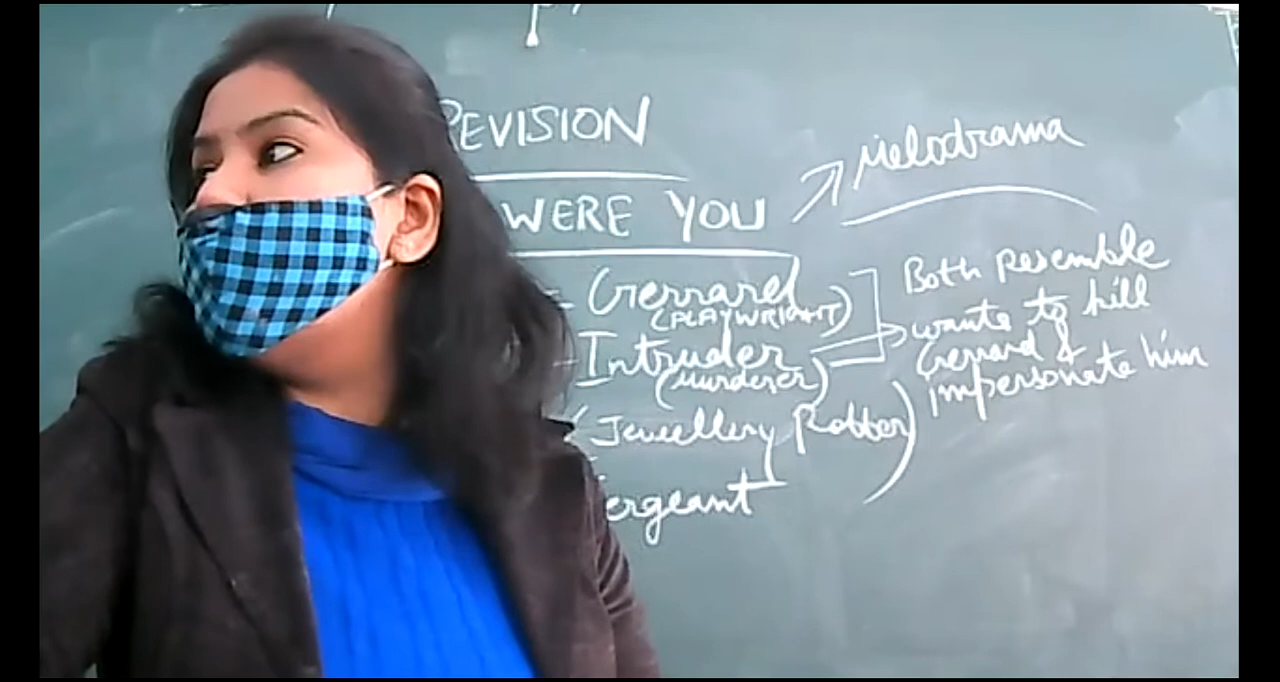 REVISION
WERE YOU
Melodrama
Gerrard
(PLAYWRIGHT)
Intruder
(Murderer)
(Jewellery Robber)
ergeant
Both resemble
wants to kill
Gerrard &
impersonate him